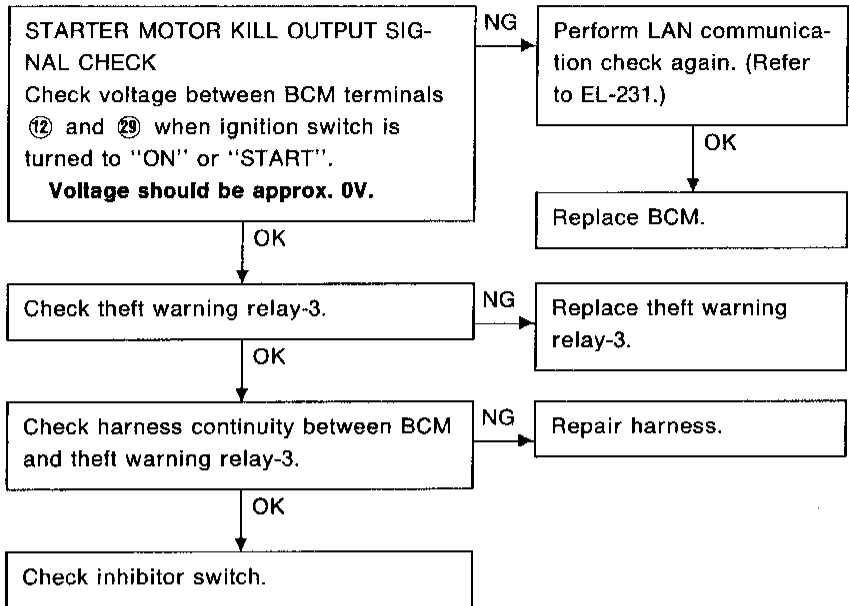 STARTER MOTOR KILL OUTPUT SIG-
NAL CHECK
Check voltage between BCM terminals
⑫ and ㉙ when ignition switch is
turned to "ON" or "START".
Voltage should be approx. 0V.
NG
Perform LAN communica-
tion check again. (Refer
to EL-231.)
OK
Replace BCM.
OK
Check theft warning relay-3.
NG
Replace theft warning
relay-3.
OK
Check harness continuity between BCM
and theft warning relay-3.
NG
Repair harness.
OK
Check inhibitor switch.